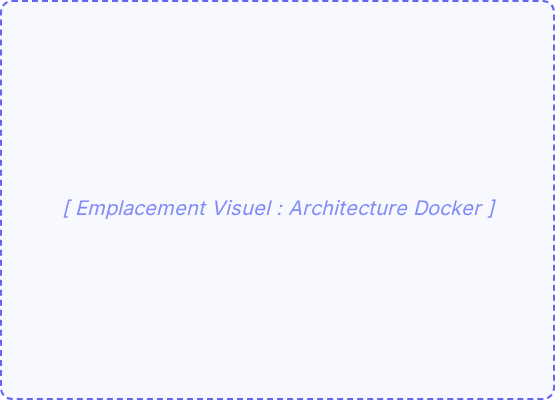 [ Emplacement Visuel : Architecture Docker ]